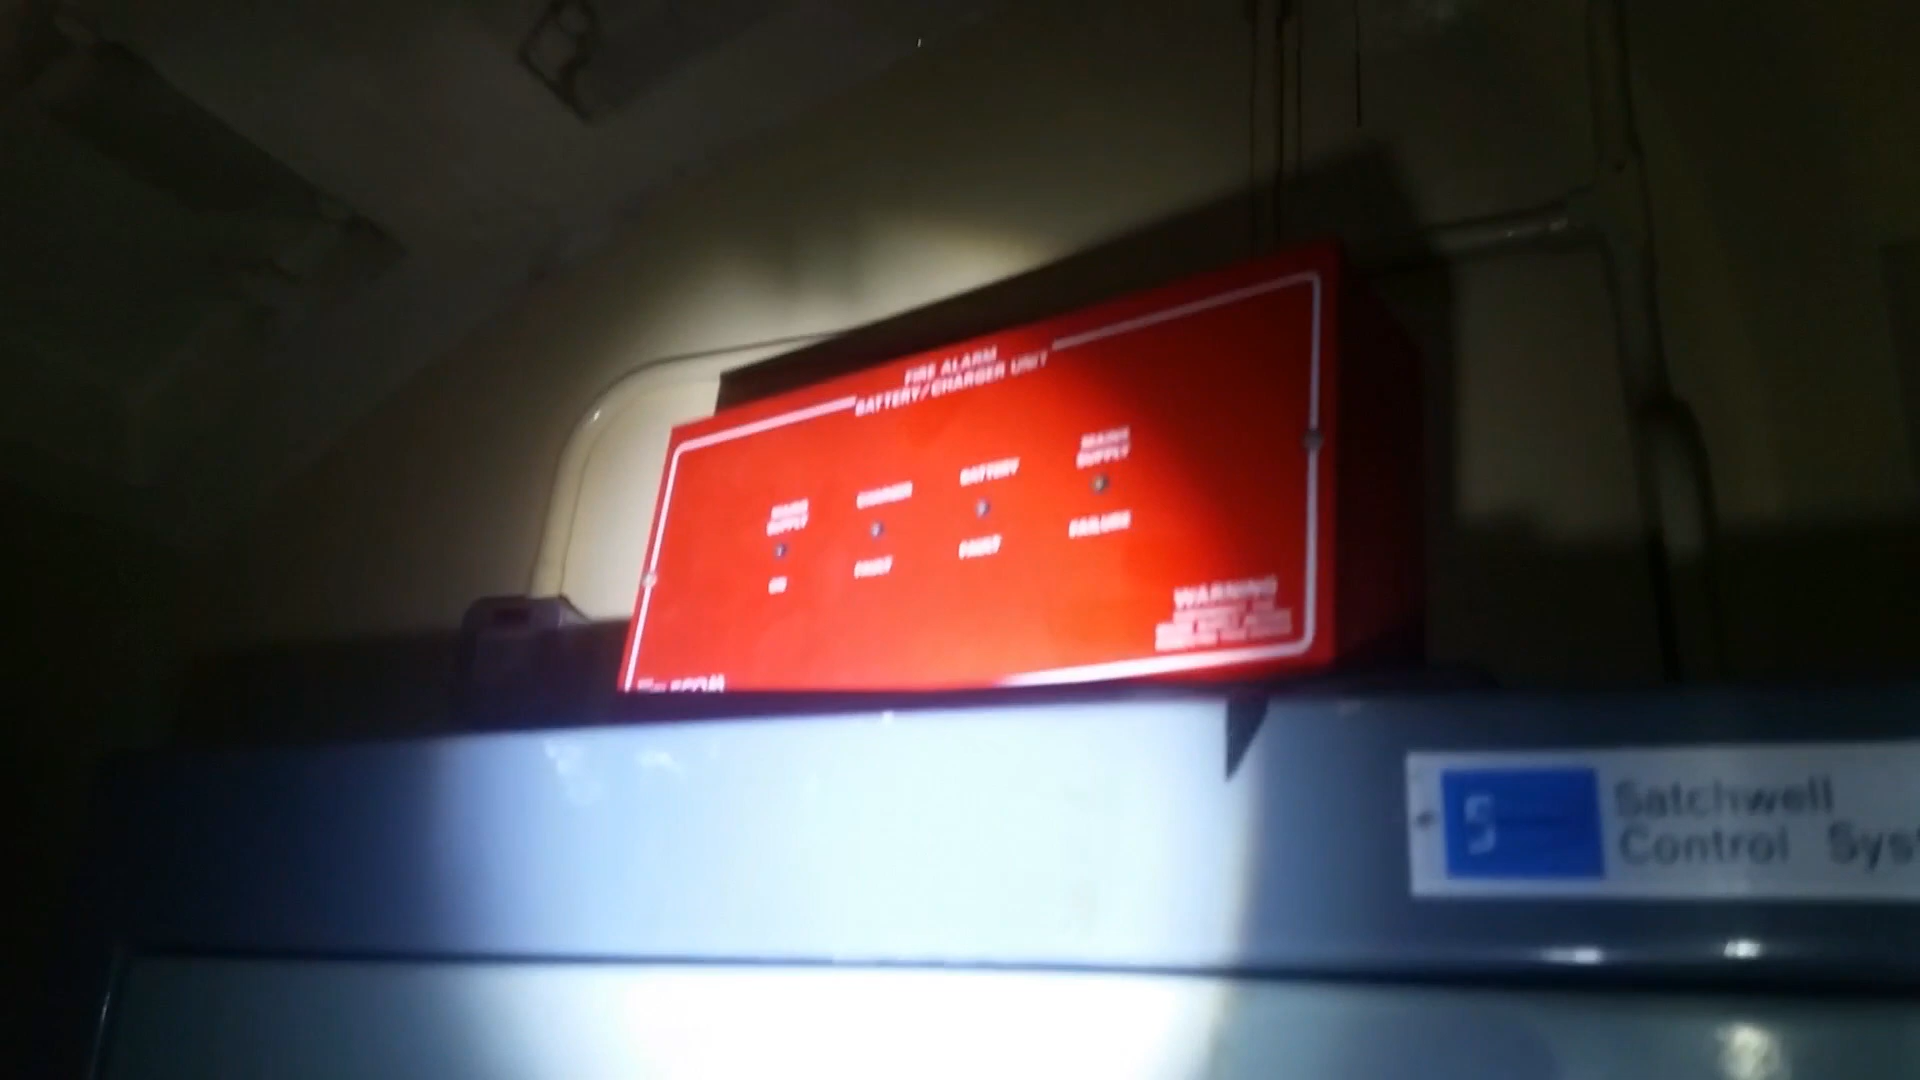 FIRE ALARM
BATTERY/CHARGER UNIT
MAINS
SUPPLY
ON
CHARGER
FAULT
BATTERY
FAULT
MAINS
SUPPLY
FAILURE
WARNING
S
Satchwell
Control Syst